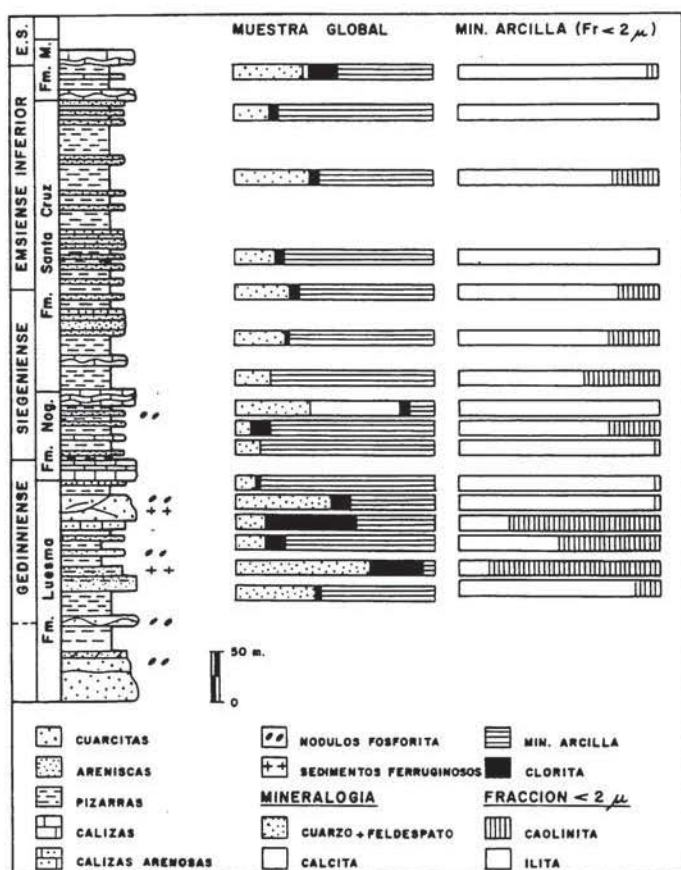 MUESTRA GLOBAL
MIN. ARCILLA (Fr < 2 μ)
E.S.
EMSIENSE INFERIOR
SIEGENIENSE
GEDINNIENSE
Fm. M.
Fm. Santa Cruz
Fm. Nog.
Fm. Luesma
50 m.
0
CUARCITAS
ARENISCAS
PIZARRAS
CALIZAS
CALIZAS ARENOSAS
NODULOS FOSFORITA
SEDIMENTOS FERRUGINOSOS
MINERALOGIA
CUARZO + FELDESPATO
CALCITA
MIN. ARCILLA
CLORITA
FRACCION < 2 μ
CAOLINITA
ILITA